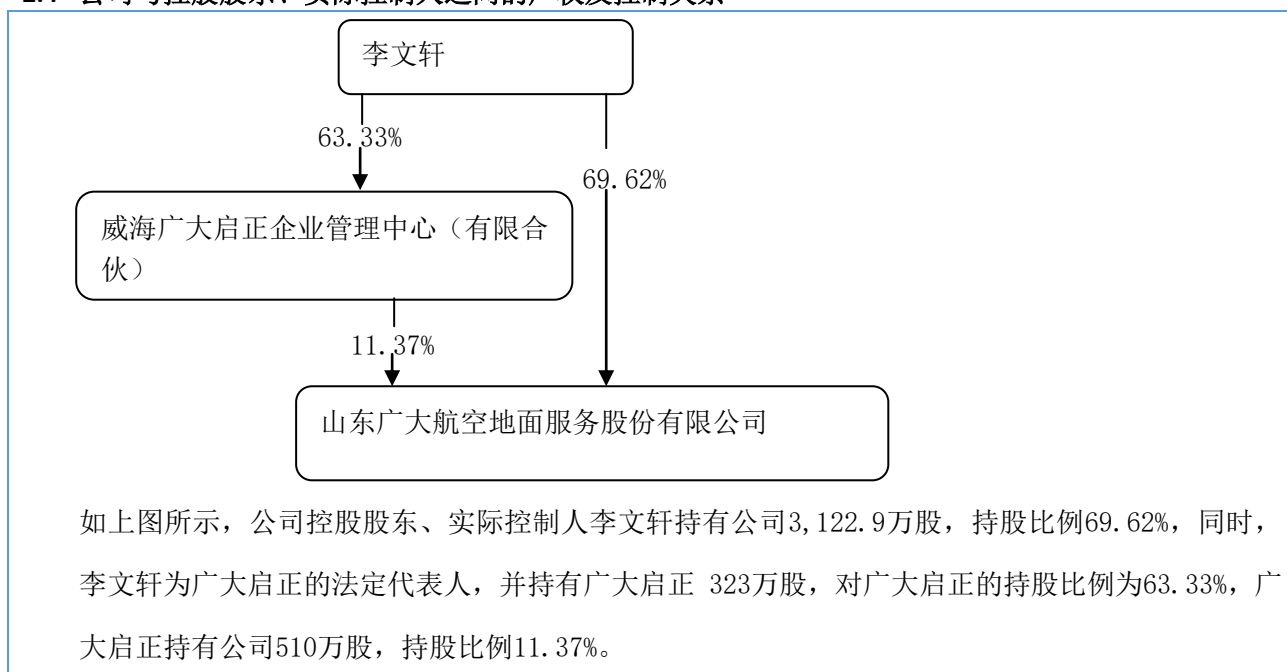 李文轩
63.33%
69.62%
威海广大启正企业管理中心（有限合
伙）
11.37%
山东广大航空地面服务股份有限公司
如上图所示，公司控股股东、实际控制人李文轩持有公司3,122.9万股，持股比例69.62%，同时，
李文轩为广大启正的法定代表人，并持有广大启正 323万股，对广大启正的持股比例为63.33%，广
大启正持有公司510万股，持股比例11.37%。